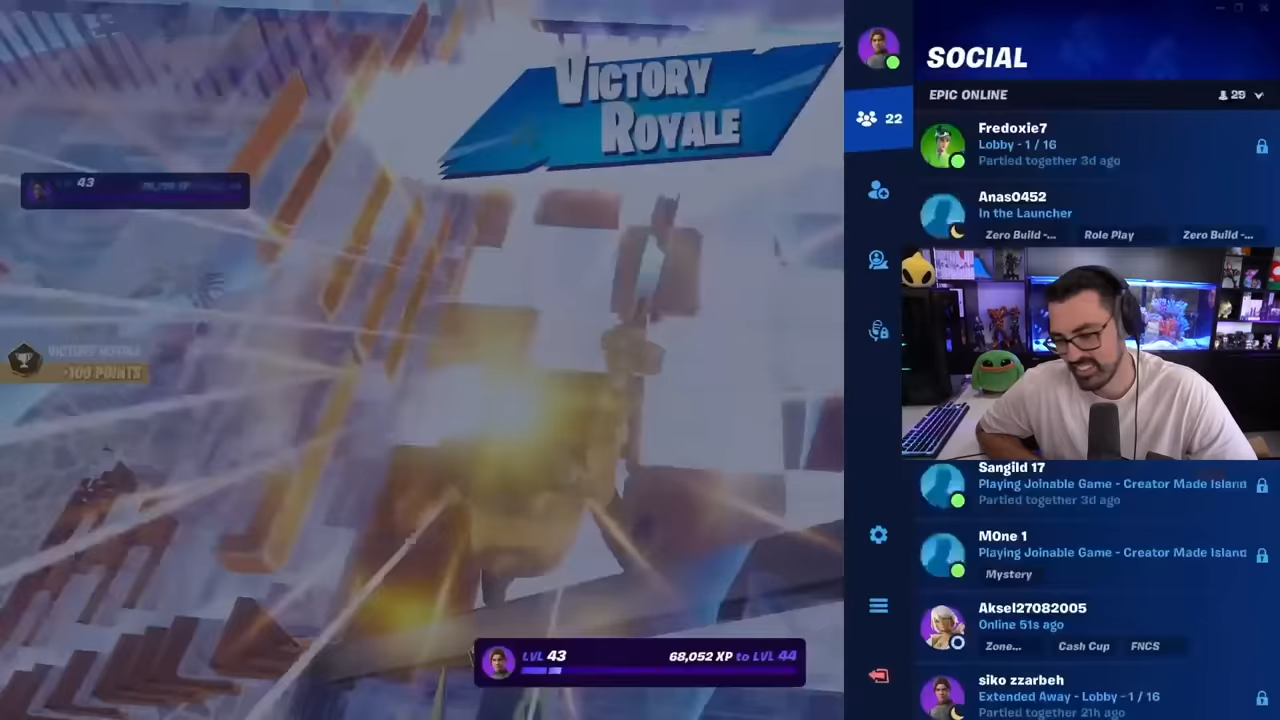 VICTORY
ROYALE
43
VICTORY ROYALE
+100 POINTS
LVL 43
68,052 XP to LVL 44
22
SOCIAL
EPIC ONLINE
29
Fredoxie7
Lobby - 1 / 16
Partied together 3d ago
Anas0452
In the Launcher
Zero Build -...
Role Play
Zero Build -...
Sangild 17
Playing Joinable Game - Creator Made Island
Partied together 3d ago
M0ne 1
Playing Joinable Game - Creator Made Island
Mystery
Aksel27082005
Online 51s ago
Zone...
Cash Cup
FNCS
siko zzarbeh
Extended Away - Lobby - 1 / 16
Partied together 21h ago